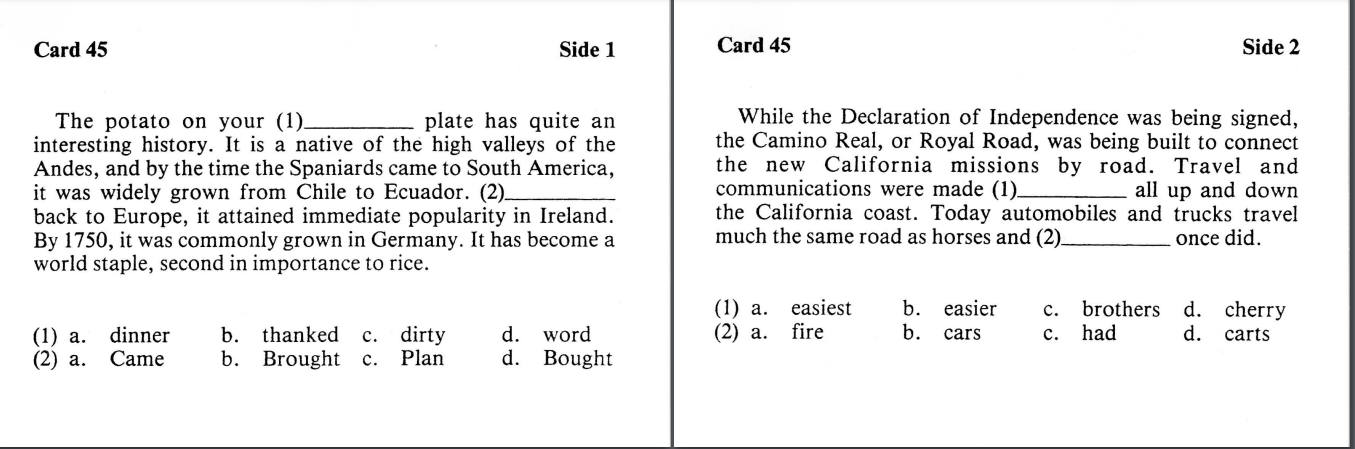 Card 45 Side 1
The potato on your (1)__________ plate has quite an
interesting history. It is a native of the high valleys of the
Andes, and by the time the Spaniards came to South America,
it was widely grown from Chile to Ecuador. (2)__________
back to Europe, it attained immediate popularity in Ireland.
By 1750, it was commonly grown in Germany. It has become a
world staple, second in importance to rice.
(1) a. dinner b. thanked c. dirty d. word
(2) a. Came b. Brought c. Plan d. Bought
Card 45 Side 2
While the Declaration of Independence was being signed,
the Camino Real, or Royal Road, was being built to connect
the new California missions by road. Travel and
communications were made (1)__________ all up and down
the California coast. Today automobiles and trucks travel
much the same road as horses and (2)__________ once did.
(1) a. easiest b. easier c. brothers d. cherry
(2) a. fire b. cars c. had d. carts